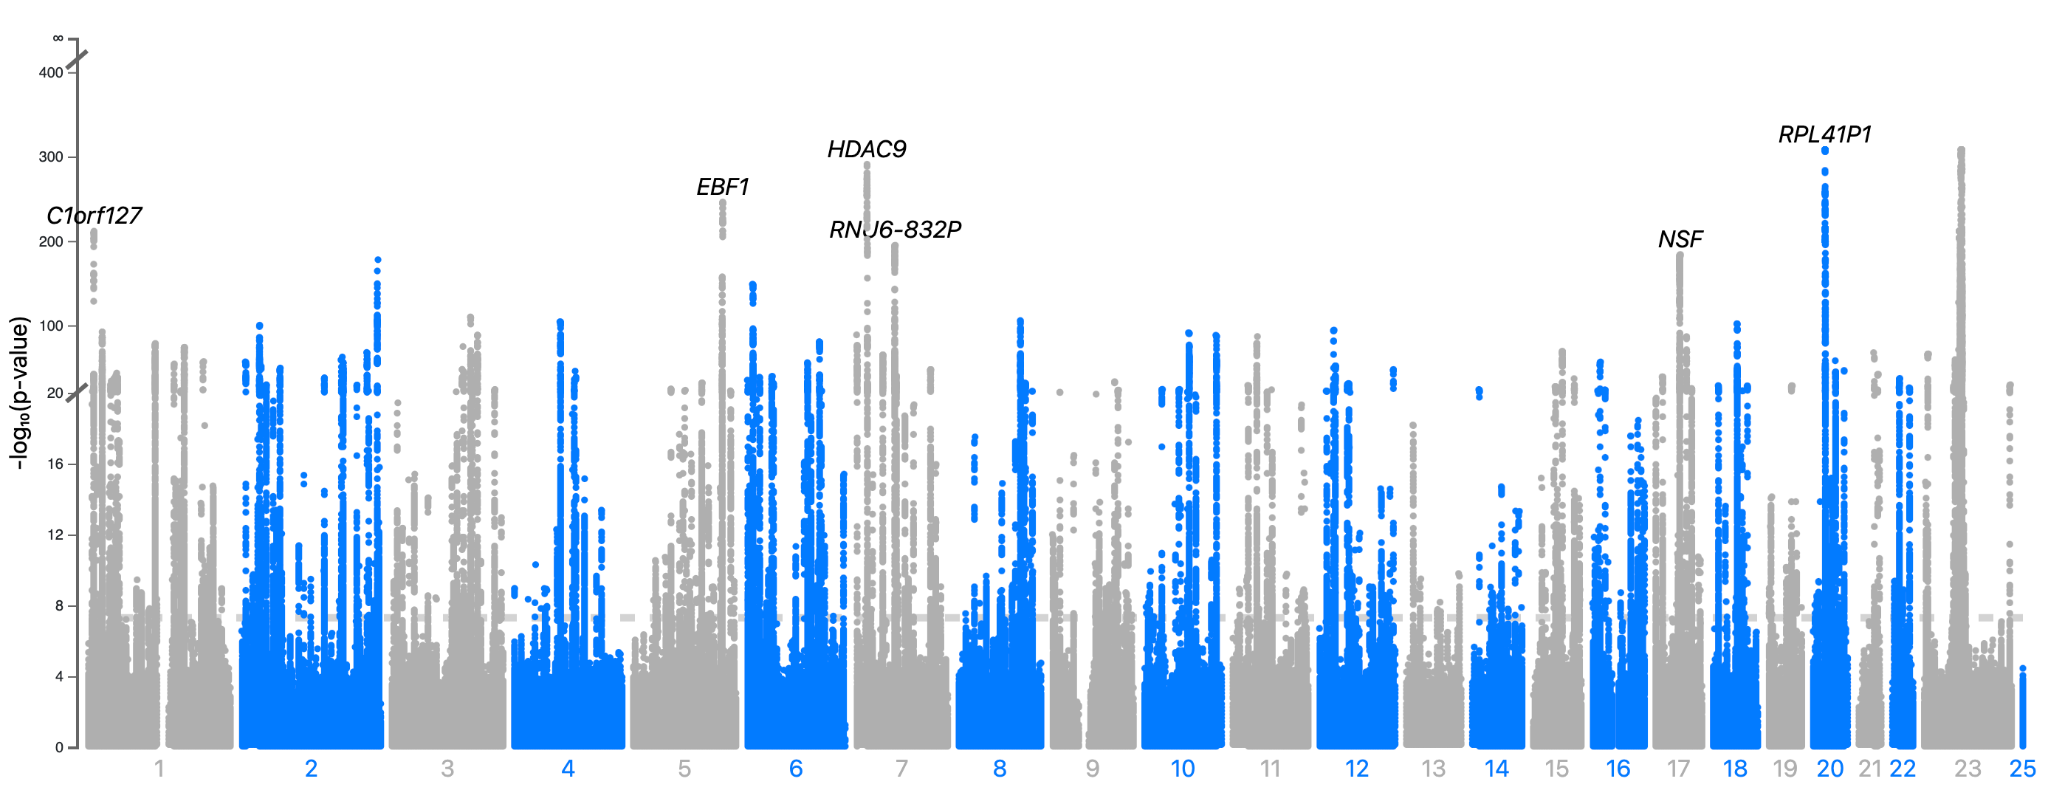 ∞
400
300
200
100
20
16
12
8
4
0
-log₁₀(p-value)
C1orf127
EBF1
HDAC9
RNU6-832P
NSF
RPL41P1
1 2 3 4 5 6 7 8 9 10 11 12 13 14 15 16 17 18 19 20 21 22 23 25